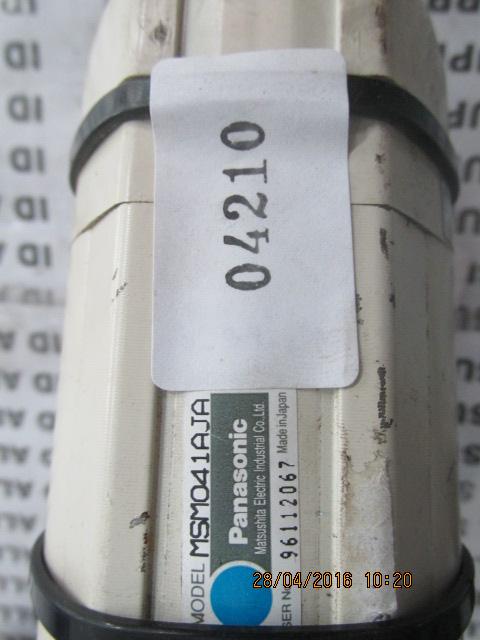 04210
MODEL MSM041AJA
Panasonic
Matsushita Electric Industrial Co.,Ltd.
SER No. 96112067 Made in Japan
28/04/2016 10:20